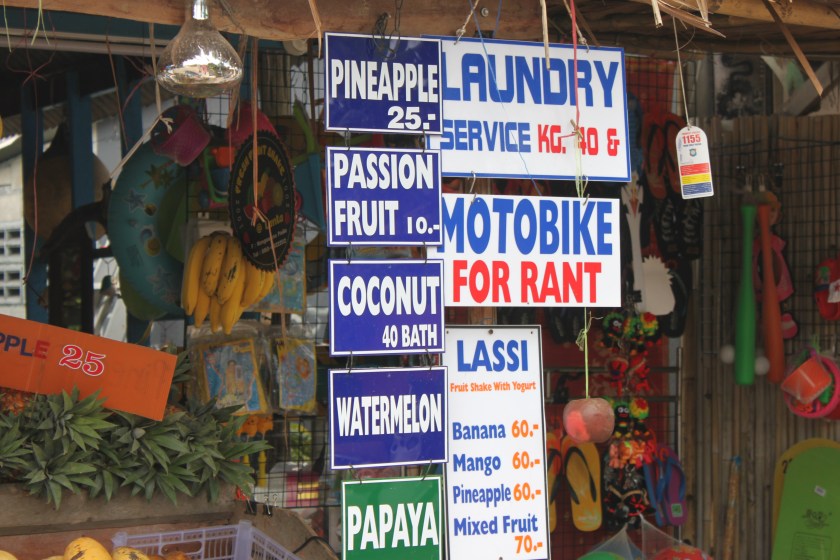 PINEAPPLE
25.-
PASSION
FRUIT 10.-
COCONUT
40 BATH
WATERMELON
PAPAYA
LAUNDRY
SERVICE KG. 40 ฿
MOTOBIKE
FOR RANT
LASSI
Fruit Shake With Yogurt
Banana 60.-
Mango 60.-
Pineapple 60.-
Mixed Fruit
70.-
1155
PPLE 25